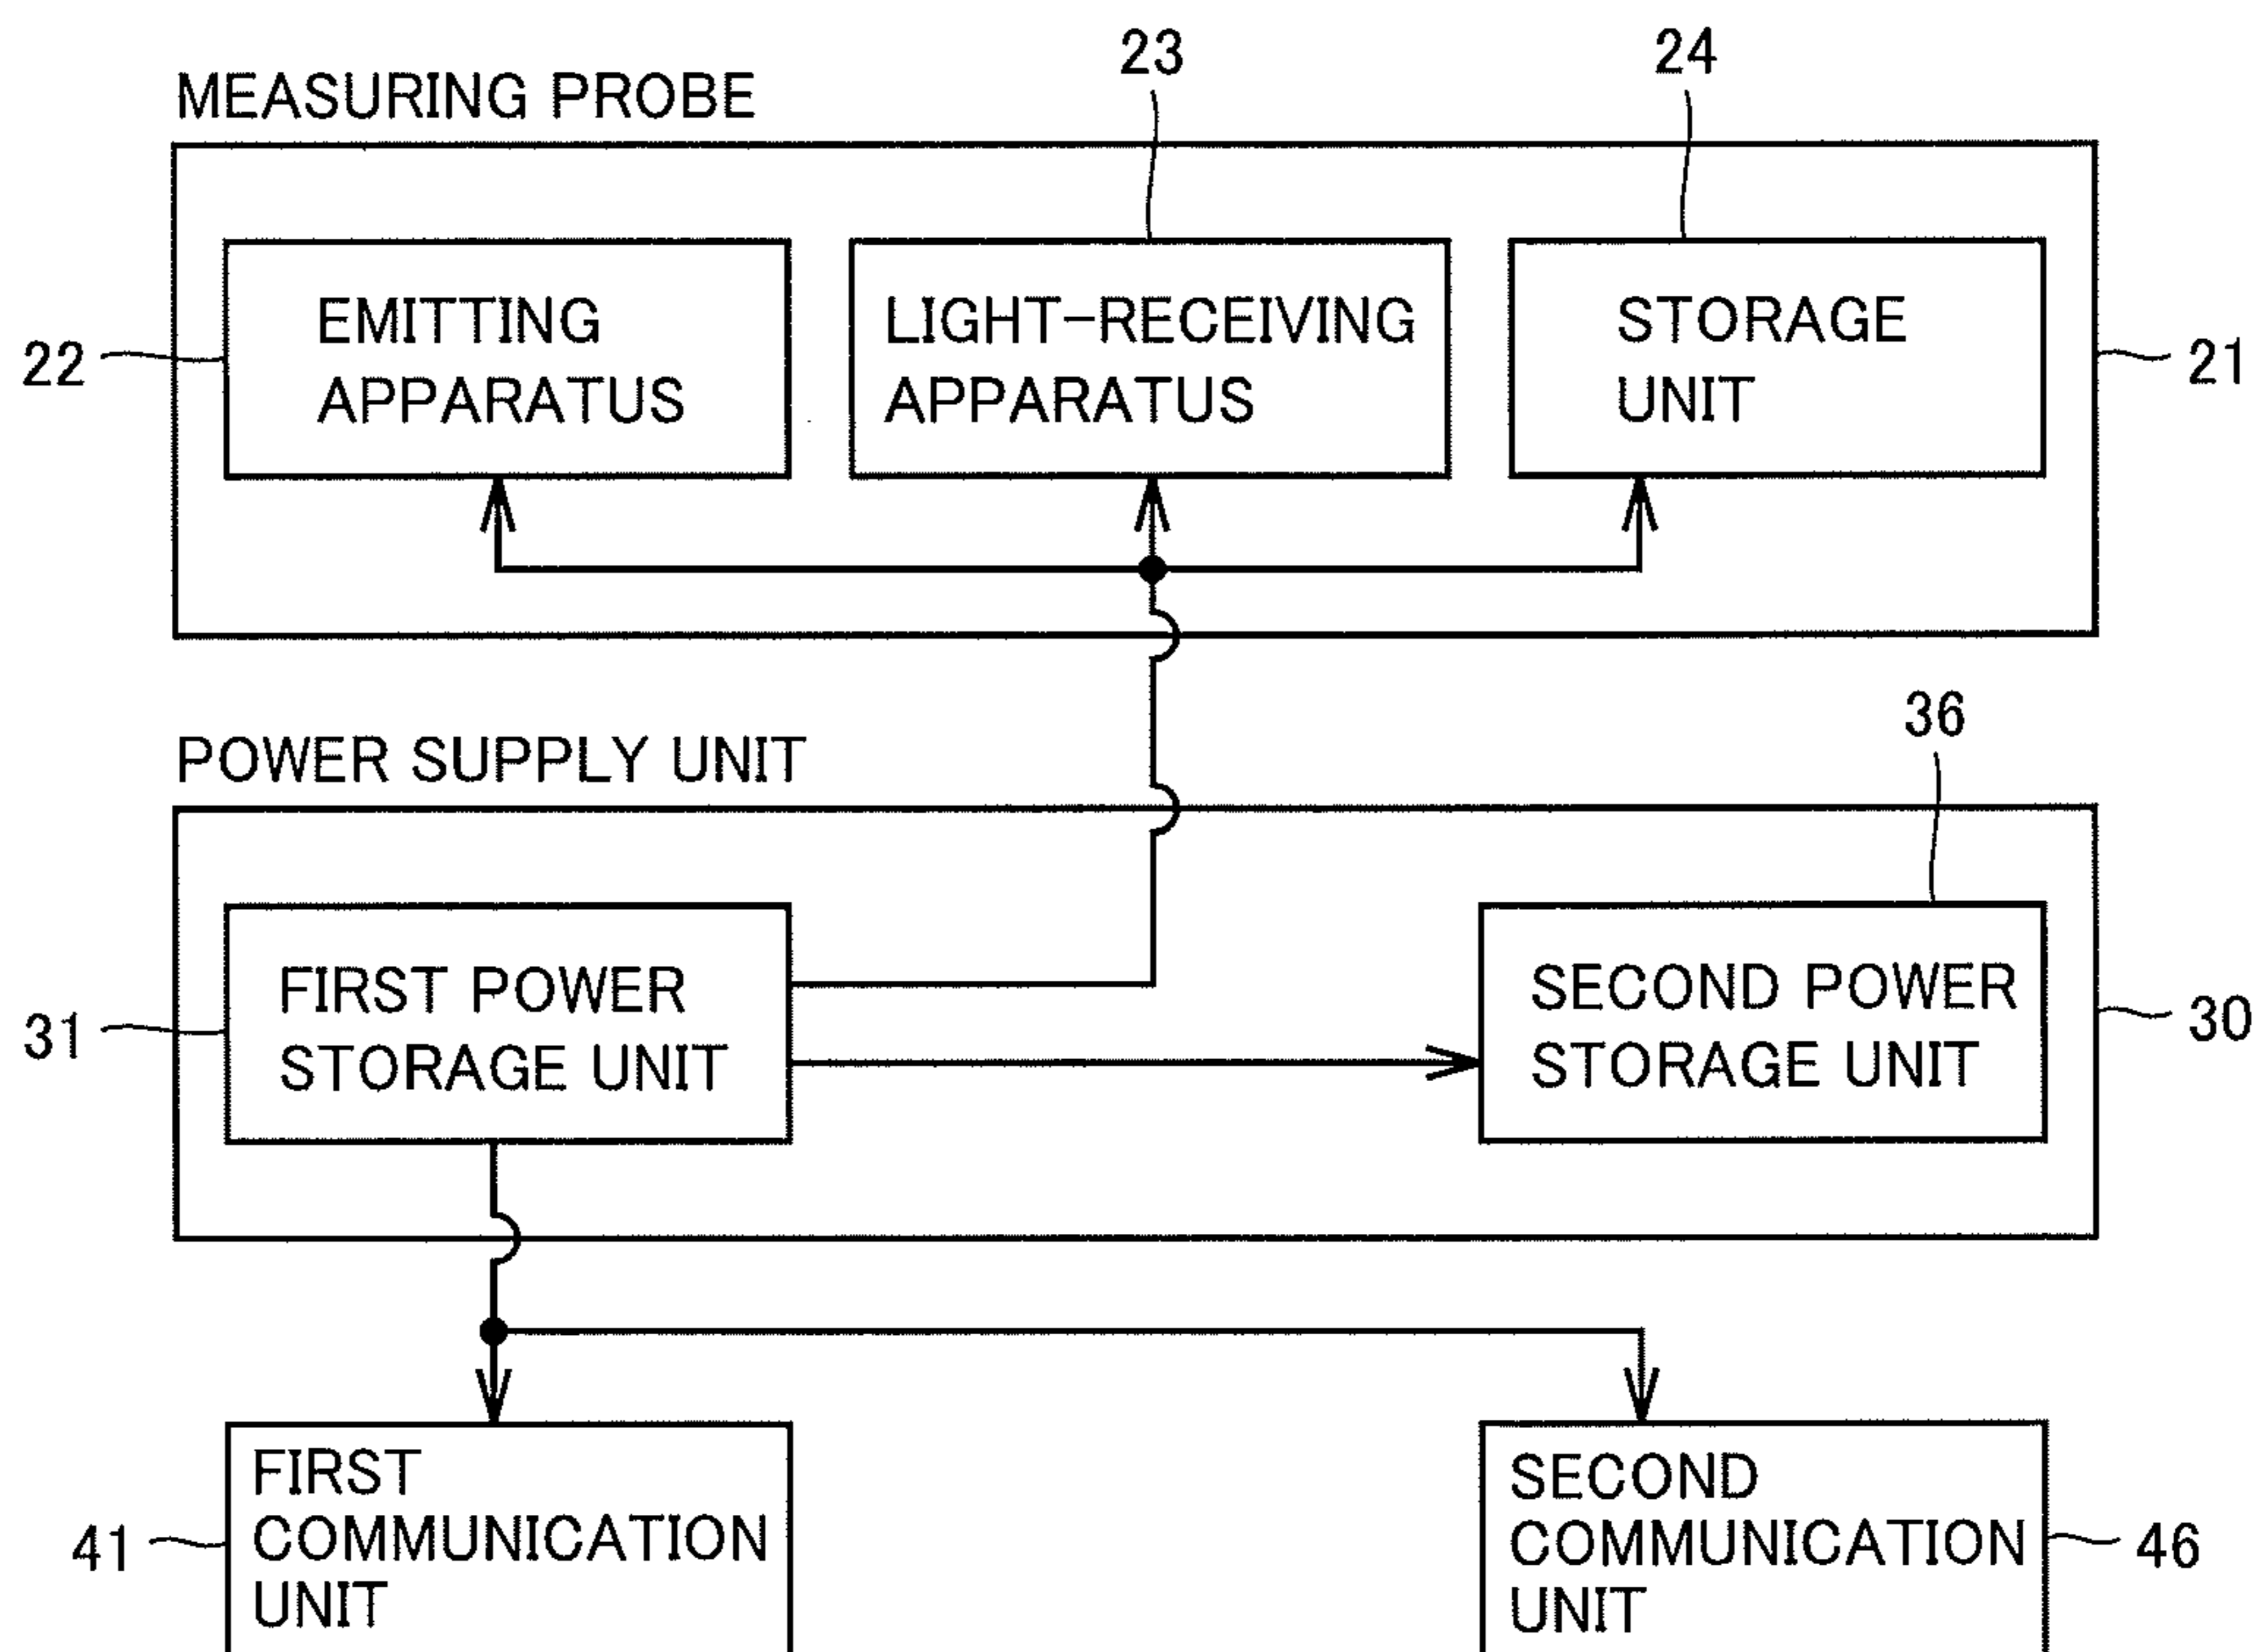 23
24
MEASURING PROBE
22
EMITTING
APPARATUS
LIGHT-RECEIVING
APPARATUS
STORAGE
UNIT
21
36
POWER SUPPLY UNIT
31
FIRST POWER
STORAGE UNIT
SECOND POWER
STORAGE UNIT
30
41
FIRST
COMMUNICATION
UNIT
SECOND
COMMUNICATION
UNIT
46